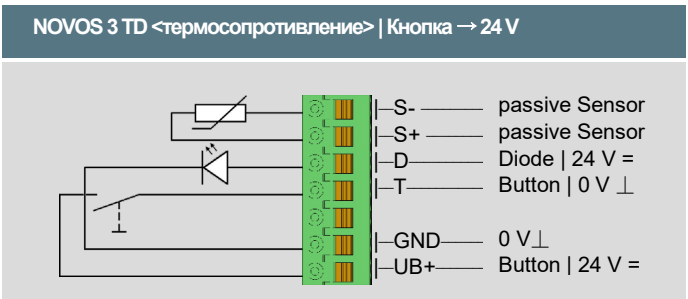 NOVOS 3 TD <термосопротивление> | Кнопка → 24 V
S- passive Sensor
S+ passive Sensor
D Diode | 24 V =
T Button | 0 V ⊥
GND 0 V⊥
UB+ Button | 24 V =